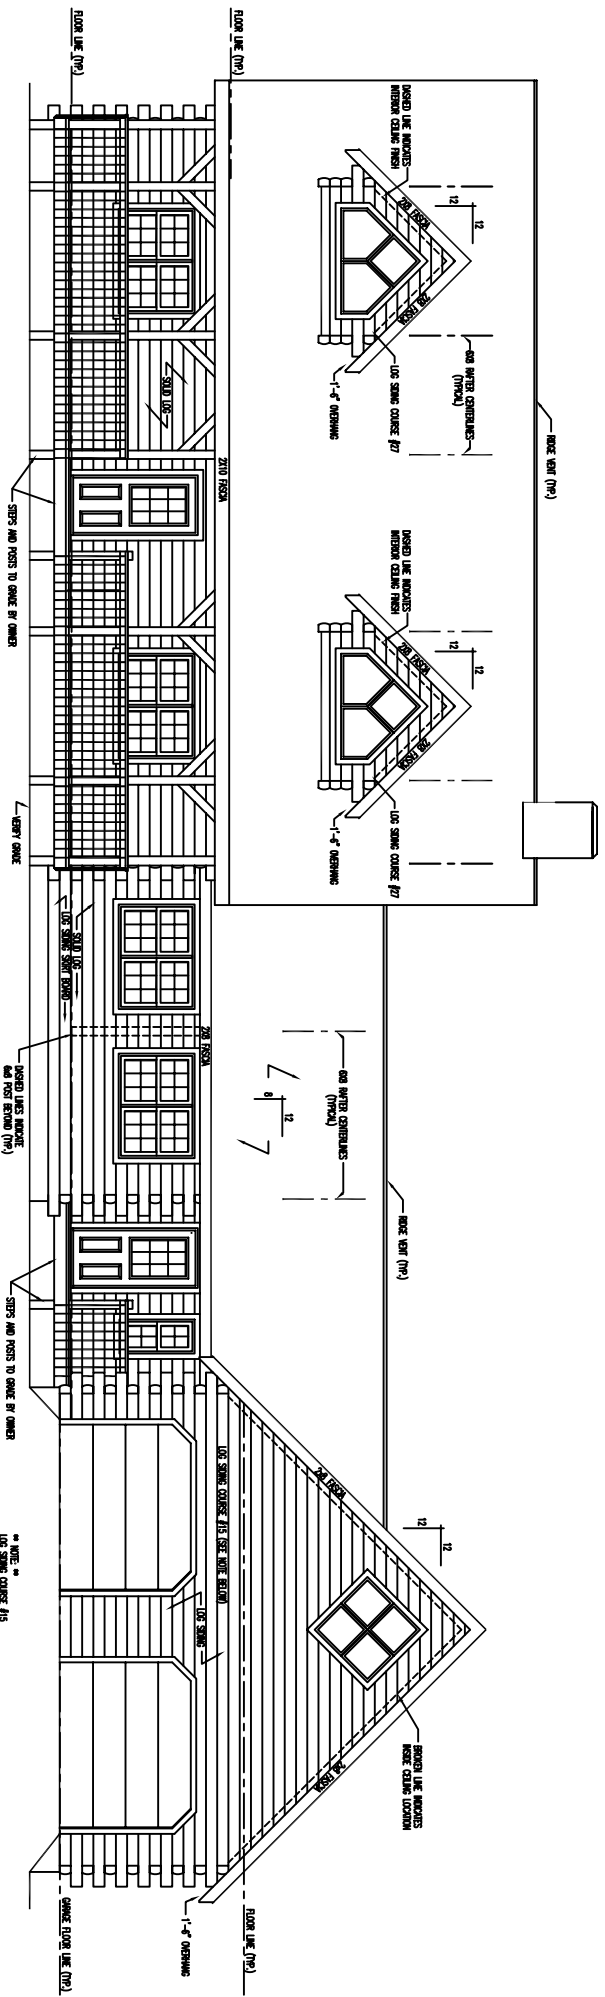 RIDGE VENT (TYP.)
DASHED LINE INDICATES
INTERIOR CEILING FINISH
12
12
2X8 FASCIA
2X8 FASCIA
6X8 RAFTER CENTERLINES
(TYPICAL)
LOG SIDING COURSE #27
1'-6" OVERHANG
DASHED LINE INDICATES
INTERIOR CEILING FINISH
12
12
2X8 FASCIA
2X8 FASCIA
LOG SIDING COURSE #27
1'-6" OVERHANG
RIDGE VENT (TYP.)
6X8 RAFTER CENTERLINES
(TYPICAL)
12
8
12
12
BROKEN LINE INDICATES
INSIDE CEILING LOCATION
2x8 FASCIA
2x8 FASCIA
FLOOR LINE (TYP.)
2X10 FASCIA
2X8 FASCIA
LOG SIDING COURSE #15 (SEE NOTE BELOW)
FLOOR LINE (TYP.)
SOLID LOG
LOG SIDING
1'-6" OVERHANG
FLOOR LINE (TYP.)
SOLID LOG
LOG SIDING SKIRT BOARD
GARAGE FLOOR LINE (TYP.)
STEPS AND POSTS TO GRADE BY OWNER
VERIFY GRADE
DASHED LINES INDICATE
6x8 POST BEYOND (TYP.)
STEPS AND POSTS TO GRADE BY OWNER
** NOTE: **
LOG SIDING COURSE #15